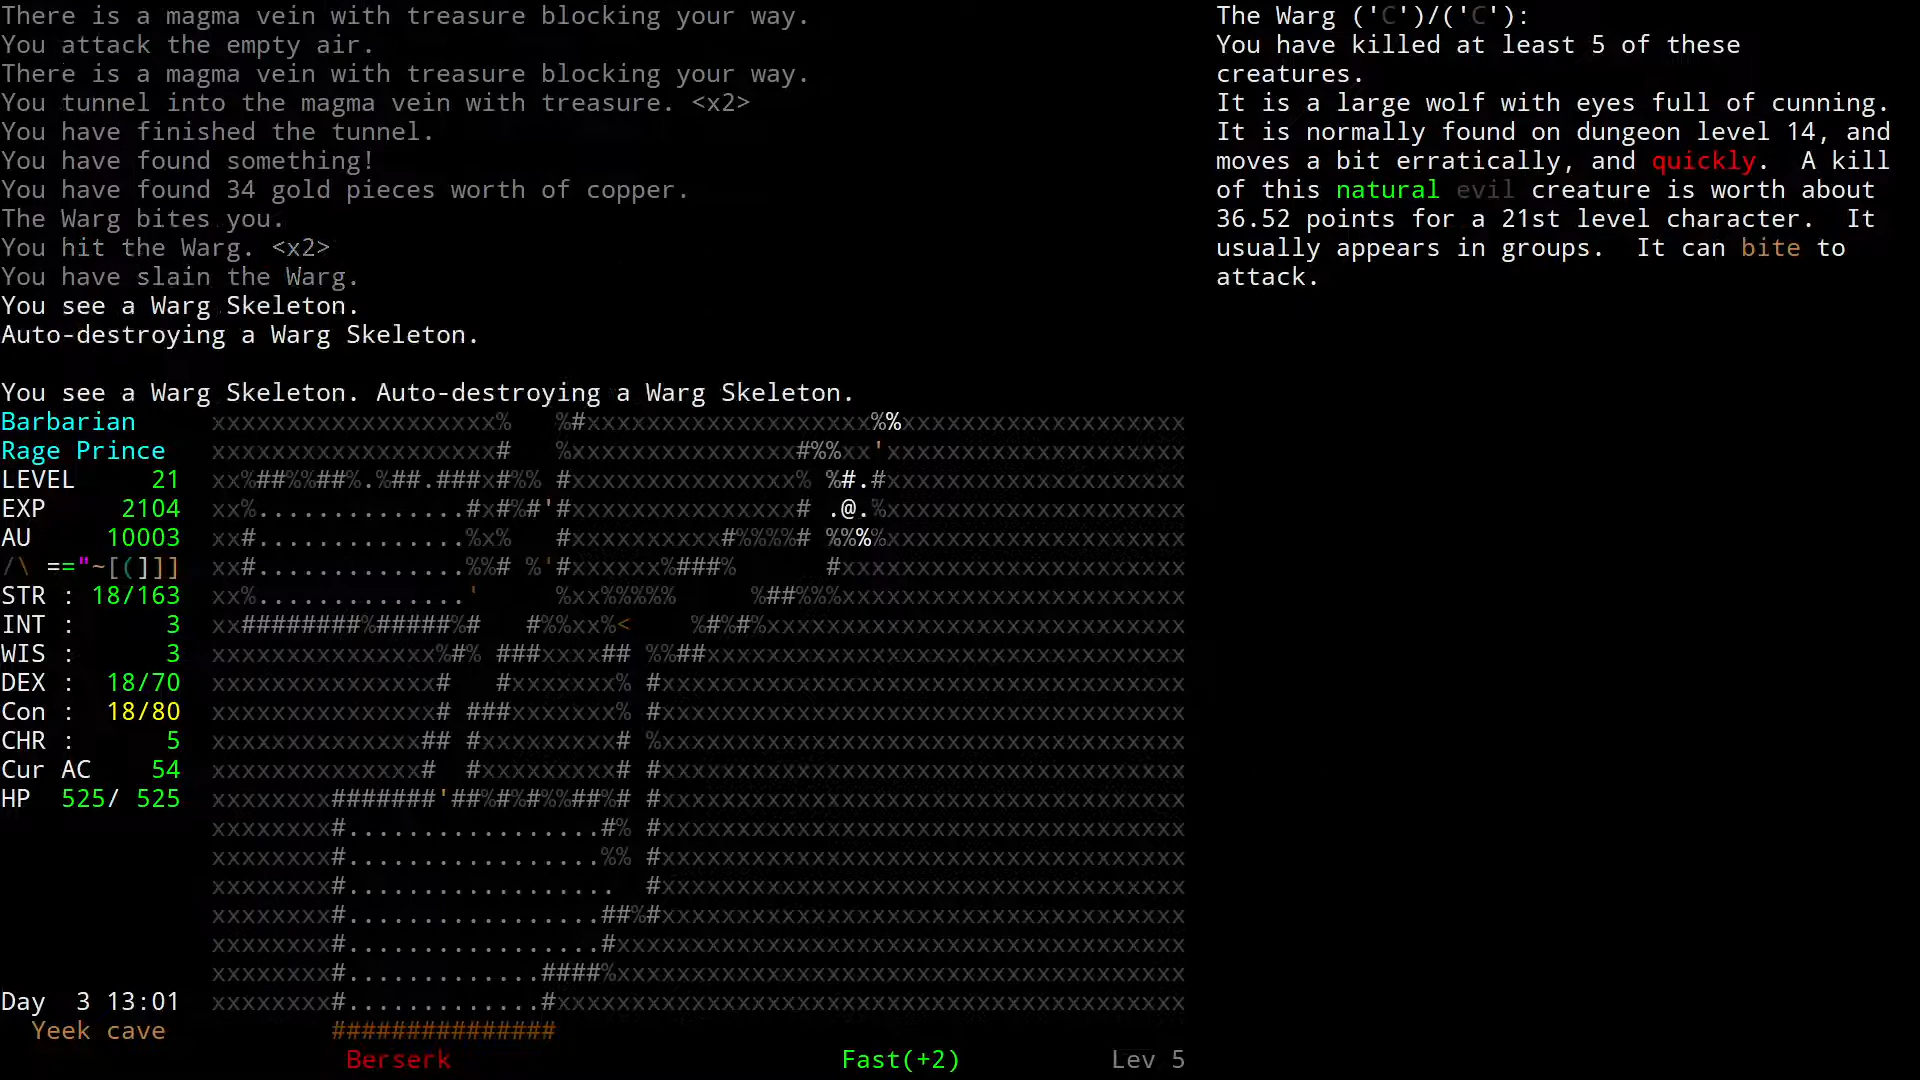 There is a magma vein with treasure blocking your way.
You attack the empty air.
There is a magma vein with treasure blocking your way.
You tunnel into the magma vein with treasure. <x2>
You have finished the tunnel.
You have found something!
You have found 34 gold pieces worth of copper.
The Warg bites you.
You hit the Warg. <x2>
You have slain the Warg.
You see a Warg Skeleton.
Auto-destroying a Warg Skeleton.
You see a Warg Skeleton. Auto-destroying a Warg Skeleton.
The Warg ('C')/('C'):
You have killed at least 5 of these
creatures.
It is a large wolf with eyes full of cunning.
It is normally found on dungeon level 14, and
moves a bit erratically, and quickly.  A kill
of this natural evil creature is worth about
36.52 points for a 21st level character.  It
usually appears in groups.  It can bite to
attack.
Barbarian
Rage Prince
LEVEL 21
EXP 2104
AU 10003
/\ =="~[(]]]
STR : 18/163
INT : 3
WIS : 3
DEX : 18/70
Con : 18/80
CHR : 5
Cur AC 54
HP 525/ 525
Day 3 13:01
Yeek cave
Berserk
Fast(+2)
Lev 5